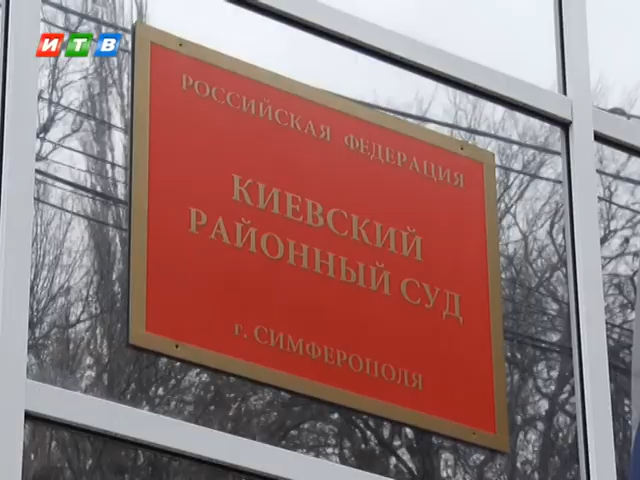 ИТВ
РОССИЙСКАЯ ФЕДЕРАЦИЯ
КИЕВСКИЙ
РАЙОННЫЙ СУД
г. СИМФЕРОПОЛЯ